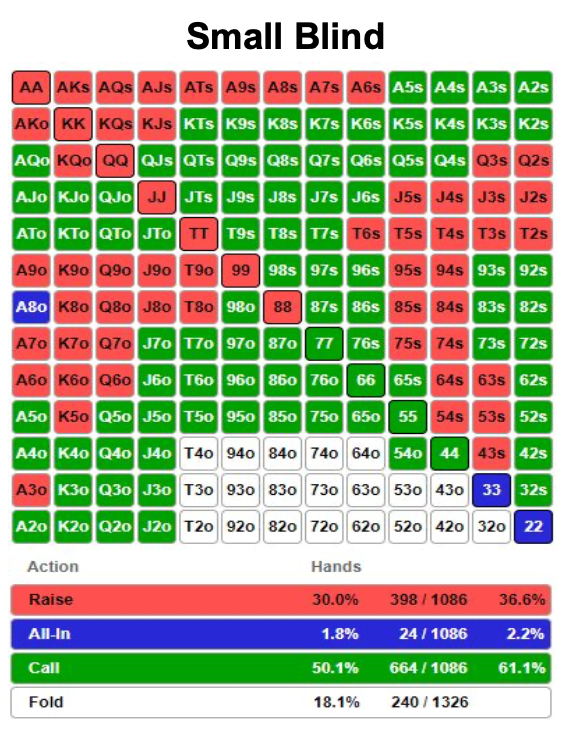 Small Blind
AA AKs AQs AJs ATs A9s A8s A7s A6s A5s A4s A3s A2s
AKo KK KQs KJs KTs K9s K8s K7s K6s K5s K4s K3s K2s
AQo KQo QQ QJs QTs Q9s Q8s Q7s Q6s Q5s Q4s Q3s Q2s
AJo KJo QJo JJ JTs J9s J8s J7s J6s J5s J4s J3s J2s
ATo KTo QTo JTo TT T9s T8s T7s T6s T5s T4s T3s T2s
A9o K9o Q9o J9o T9o 99 98s 97s 96s 95s 94s 93s 92s
A8o K8o Q8o J8o T8o 98o 88 87s 86s 85s 84s 83s 82s
A7o K7o Q7o J7o T7o 97o 87o 77 76s 75s 74s 73s 72s
A6o K6o Q6o J6o T6o 96o 86o 76o 66 65s 64s 63s 62s
A5o K5o Q5o J5o T5o 95o 85o 75o 65o 55 54s 53s 52s
A4o K4o Q4o J4o T4o 94o 84o 74o 64o 54o 44 43s 42s
A3o K3o Q3o J3o T3o 93o 83o 73o 63o 53o 43o 33 32s
A2o K2o Q2o J2o T2o 92o 82o 72o 62o 52o 42o 32o 22
Action Hands
Raise 30.0% 398 / 1086 36.6%
All-In 1.8% 24 / 1086 2.2%
Call 50.1% 664 / 1086 61.1%
Fold 18.1% 240 / 1326